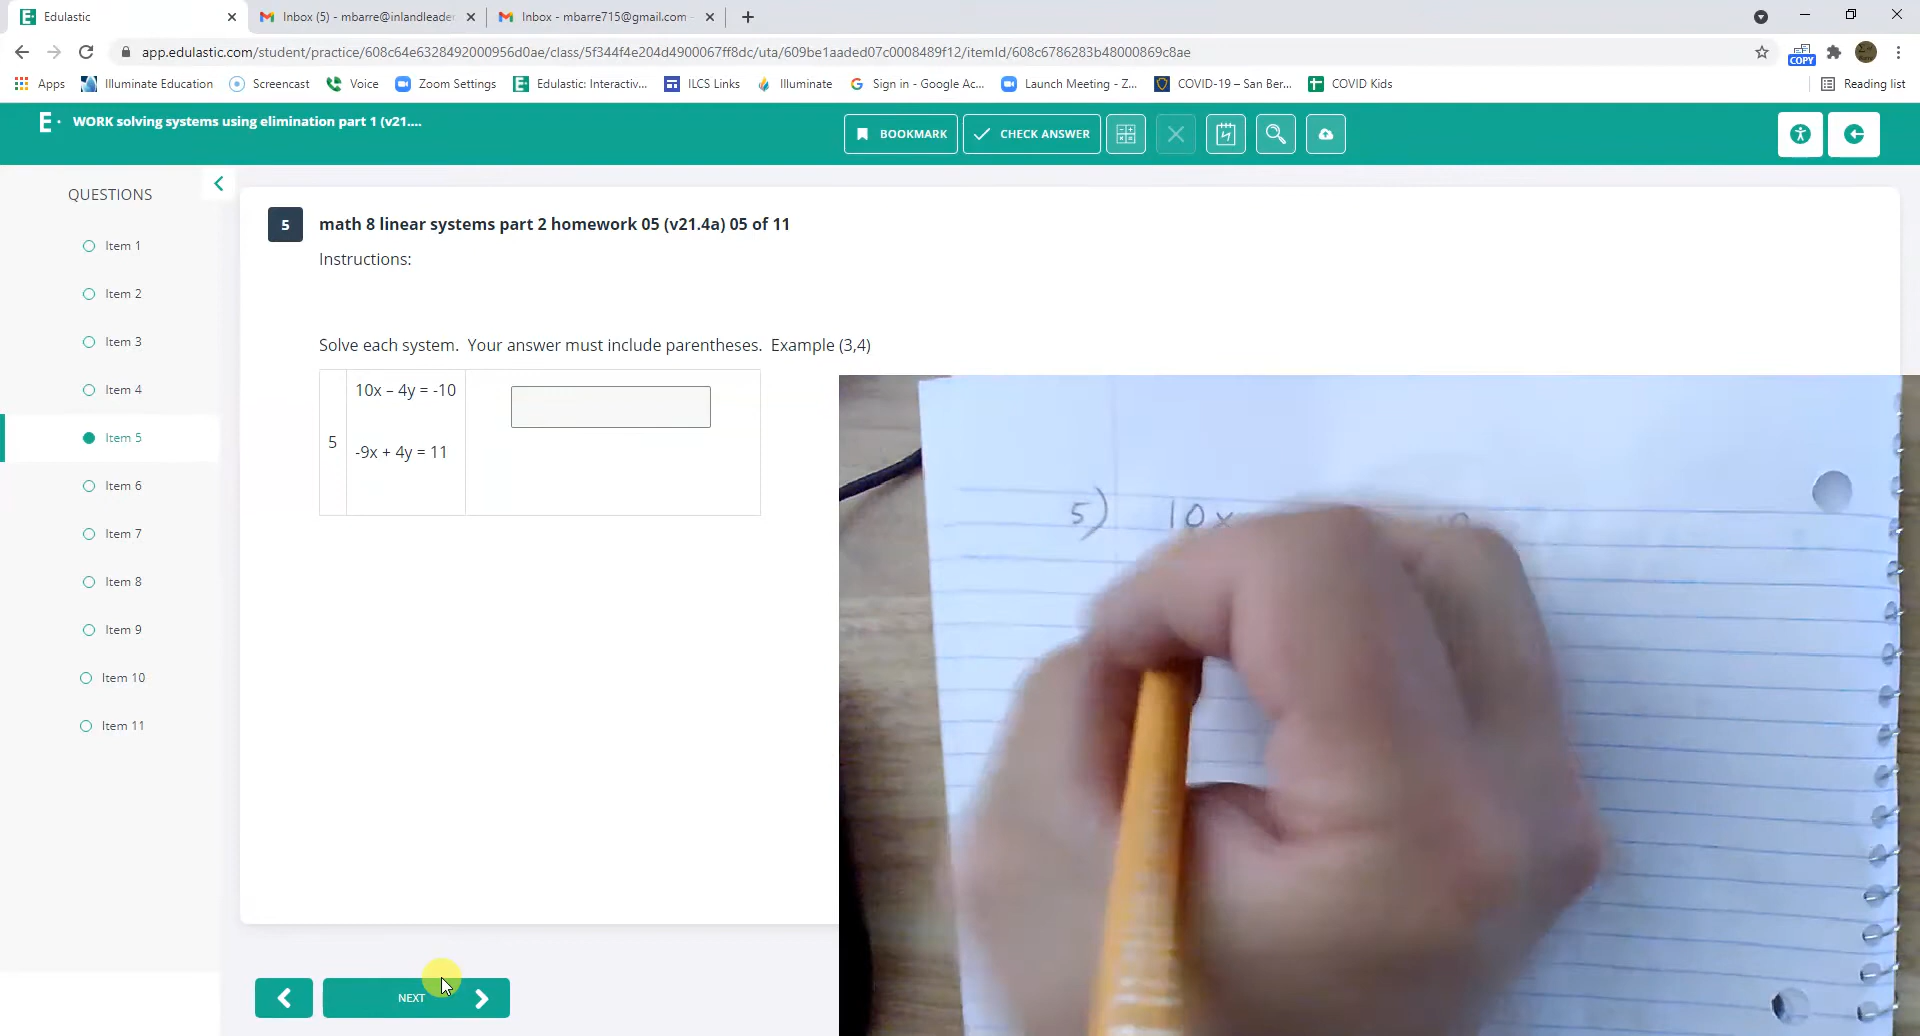 Edulastic
Inbox (5) - mbarre@inlandleade
Inbox - mbarre715@gmail.com -
app.edulastic.com/student/practice/608c64e6328492000956d0ae/class/5f344f4e204d4900067ff8dc/uta/609be1aaded07c0008489f12/itemId/608c6786283b48000869c8ae
COPY
Apps
Illuminate Education
Screencast
Voice
Zoom Settings
Edulastic: Interactiv...
ILCS Links
Illuminate
Sign in - Google Ac...
Launch Meeting - Z...
COVID-19 – San Ber...
COVID Kids
Reading list
WORK solving systems using elimination part 1 (v21....
BOOKMARK
CHECK ANSWER
QUESTIONS
Item 1
Item 2
Item 3
Item 4
Item 5
Item 6
Item 7
Item 8
Item 9
Item 10
Item 11
5
math 8 linear systems part 2 homework 05 (v21.4a) 05 of 11
Instructions:
Solve each system. Your answer must include parentheses. Example (3,4)
5
10x – 4y = -10
-9x + 4y = 11
5) 10x
NEXT